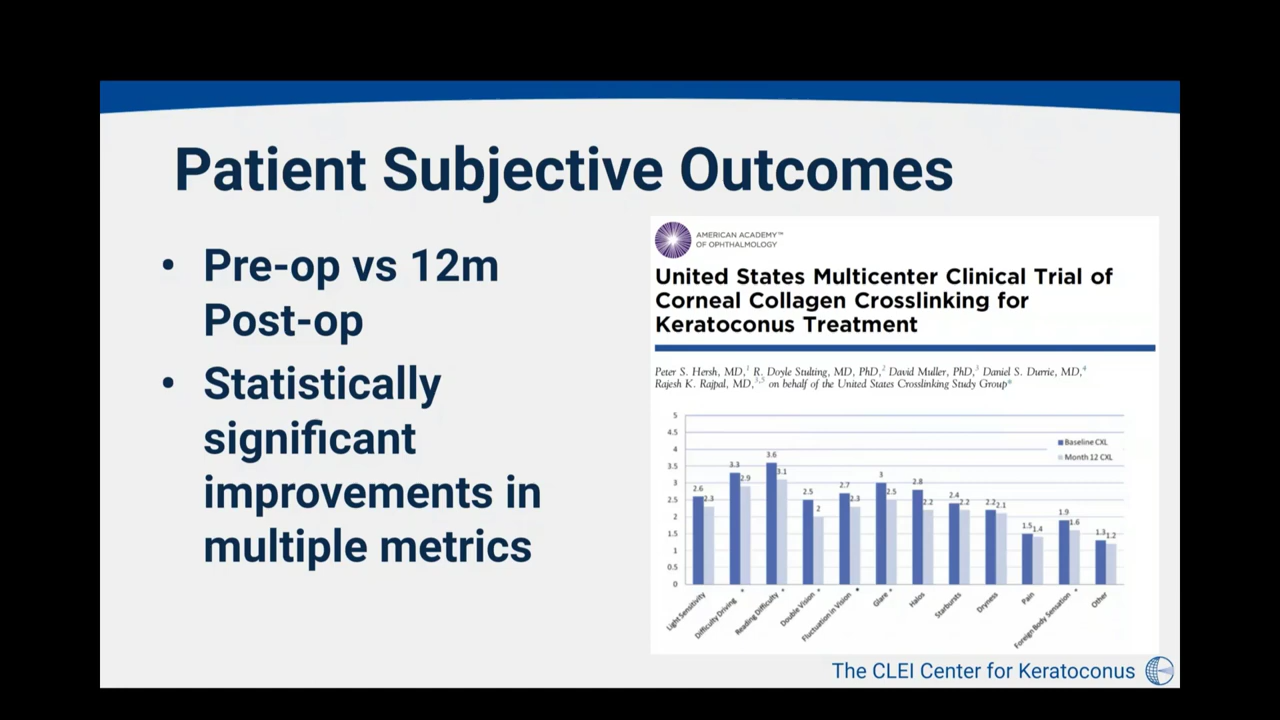 Patient Subjective Outcomes
• Pre-op vs 12m
Post-op
• Statistically
significant
improvements in
multiple metrics
AMERICAN ACADEMY™
OF OPHTHALMOLOGY
United States Multicenter Clinical Trial of
Corneal Collagen Crosslinking for
Keratoconus Treatment
Peter S. Hersh, MD,¹ R. Doyle Stulting, MD, PhD,² David Muller, PhD,³ Daniel S. Durrie, MD,⁴
Rajesh K. Rajpal, MD,³,⁵ on behalf of the United States Crosslinking Study Group*
5
4.5
4
3.5
3
2.5
2
1.5
1
0.5
0
Baseline CXL
Month 12 CXL
2.6 2.3 3.3 2.9 3.6 3.1 2.5 2 2.7 2.3 3 2.5 2.8 2.2 2.4 2.2 2.2 2.1 1.5 1.4 1.9 1.6 1.3 1.2
Light Sensitivity
Difficulty Driving *
Reading Difficulty *
Double Vision *
Fluctuation in Vision *
Glare *
Halos
Starbursts
Dryness
Pain
Foreign Body Sensation *
Other
The CLEI Center for Keratoconus